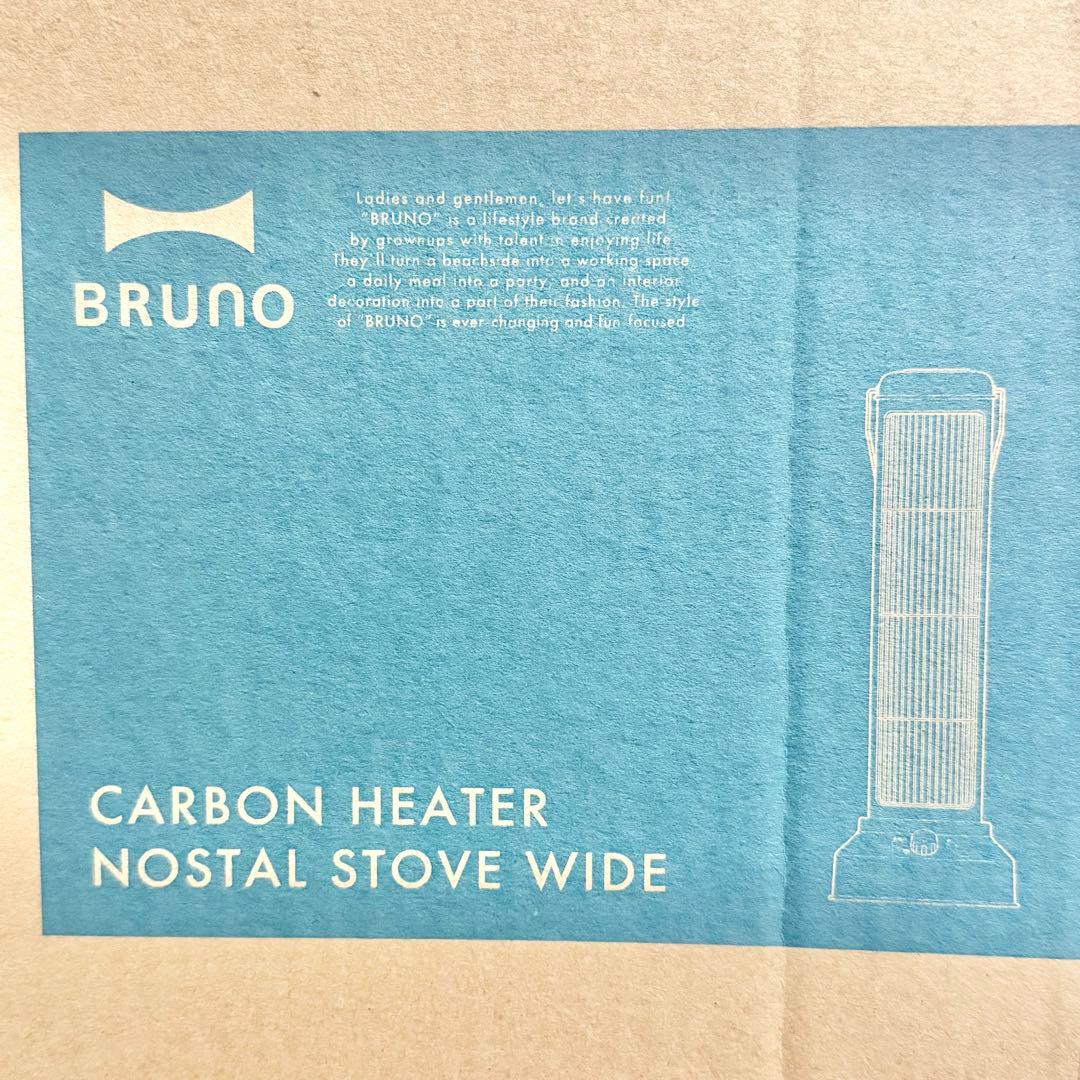 BRUNO
Ladies and gentlemen, let's have fun!
"BRUNO" is a lifestyle brand created
by grownups with talent in enjoying life.
They'll turn a beachside into a working space,
a daily meal into a party, and an interior
decoration into a part of their fashion. The style
of "BRUNO" is ever-changing and fun-focused.
CARBON HEATER
NOSTAL STOVE WIDE